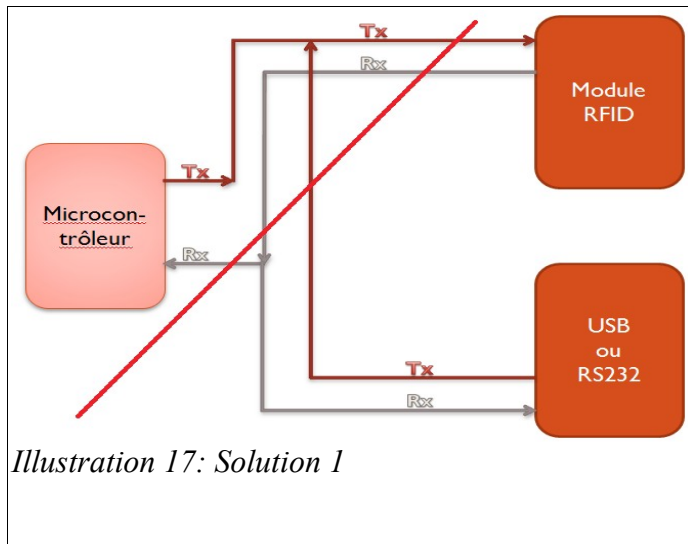 Tx
Rx
Module
RFID
Tx
Microcon-
trôleur
Rx
USB
ou
RS232
Tx
Rx
Illustration 17: Solution 1